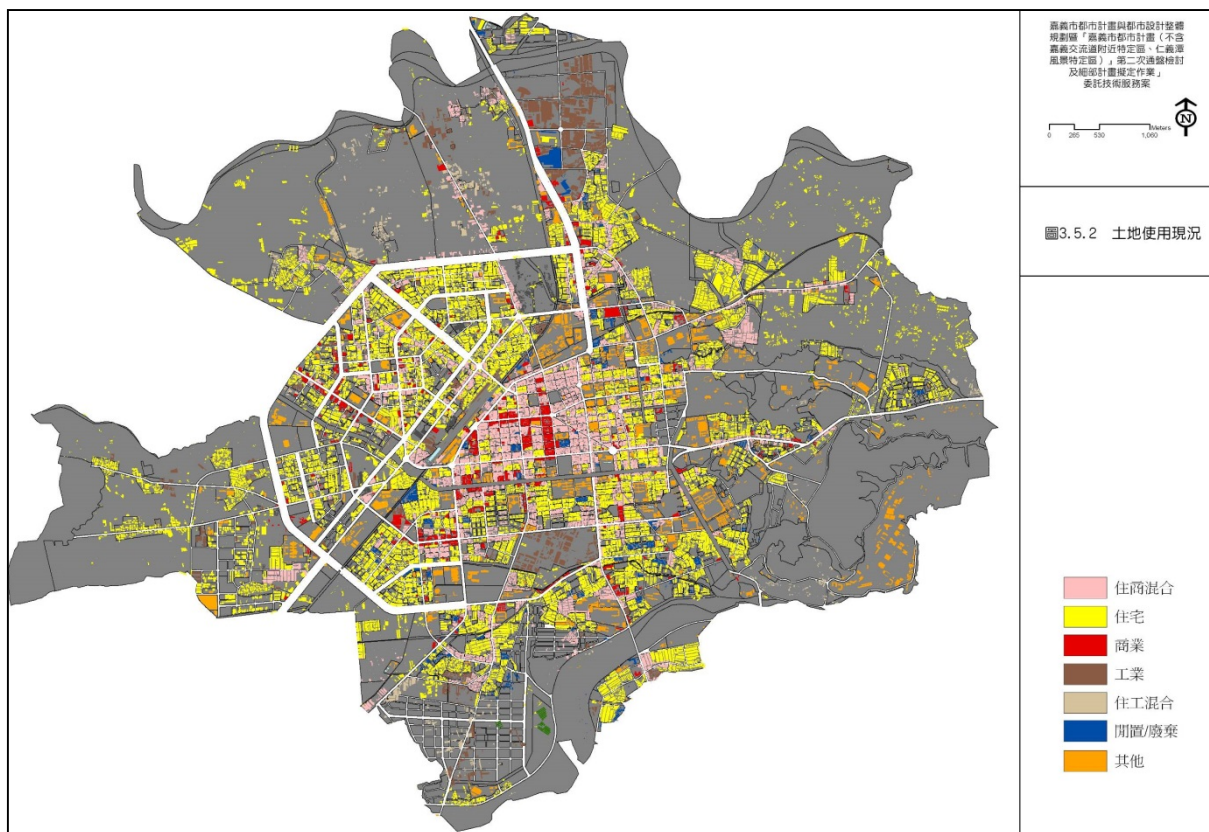 嘉義市都市計畫與都市設計整體
規劃暨「嘉義市都市計畫（不含
嘉義交流道附近特定區、仁義潭
風景特定區）」第二次通盤檢討
及細部計畫擬定作業」
委託技術服務案
N
Meters
0 265 530 1,060
圖3.5.2 土地使用現況
住商混合
住宅
商業
工業
住工混合
閒置/廢棄
其他